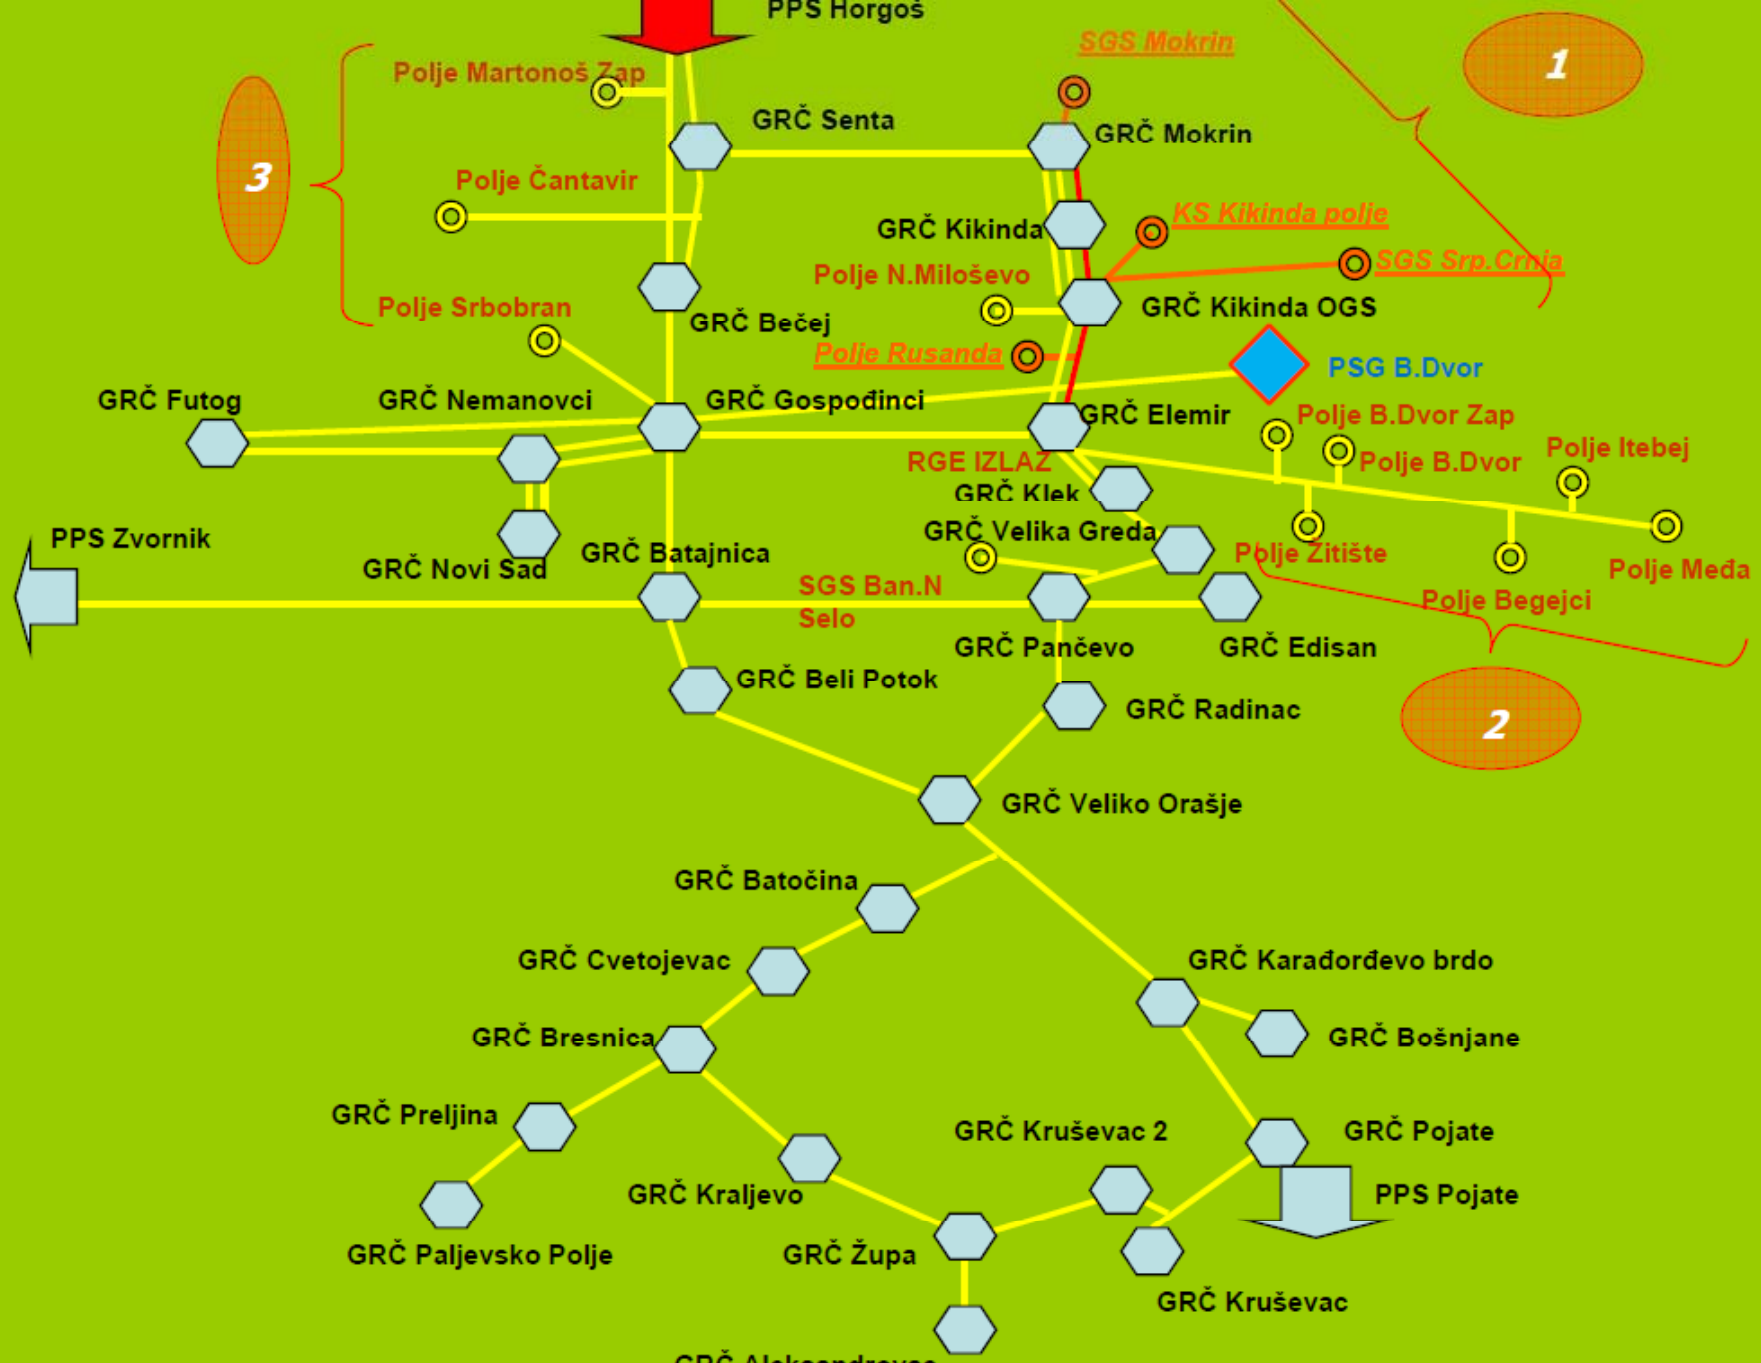 PPS Horgoš
SGS Mokrin
1
Polje Martonoš Zap
GRČ Senta
GRČ Mokrin
3
Polje Čantavir
KS Kikinda polje
GRČ Kikinda
SGS Srp.Crnja
Polje N.Miloševo
Polje Srbobran
GRČ Kikinda OGS
GRČ Bečej
Polje Rusanda
PSG B.Dvor
GRČ Futog
GRČ Nemanovci
GRČ Gospođinci
GRČ Elemir
Polje B.Dvor Zap
Polje Itebej
RGE IZLAZ
Polje B.Dvor
GRČ Klek
PPS Zvornik
GRČ Velika Greda
GRČ Batajnica
Polje Žitište
GRČ Novi Sad
Polje Međa
SGS Ban.N
Selo
Polje Begejci
GRČ Pančevo
GRČ Edisan
GRČ Beli Potok
GRČ Radinac
2
GRČ Veliko Orašje
GRČ Batočina
GRČ Cvetojevac
GRČ Karađorđevo brdo
GRČ Bresnica
GRČ Bošnjane
GRČ Preljina
GRČ Kruševac 2
GRČ Pojate
GRČ Kraljevo
PPS Pojate
GRČ Paljevsko Polje
GRČ Župa
GRČ Kruševac
GRČ Aleksandrovac